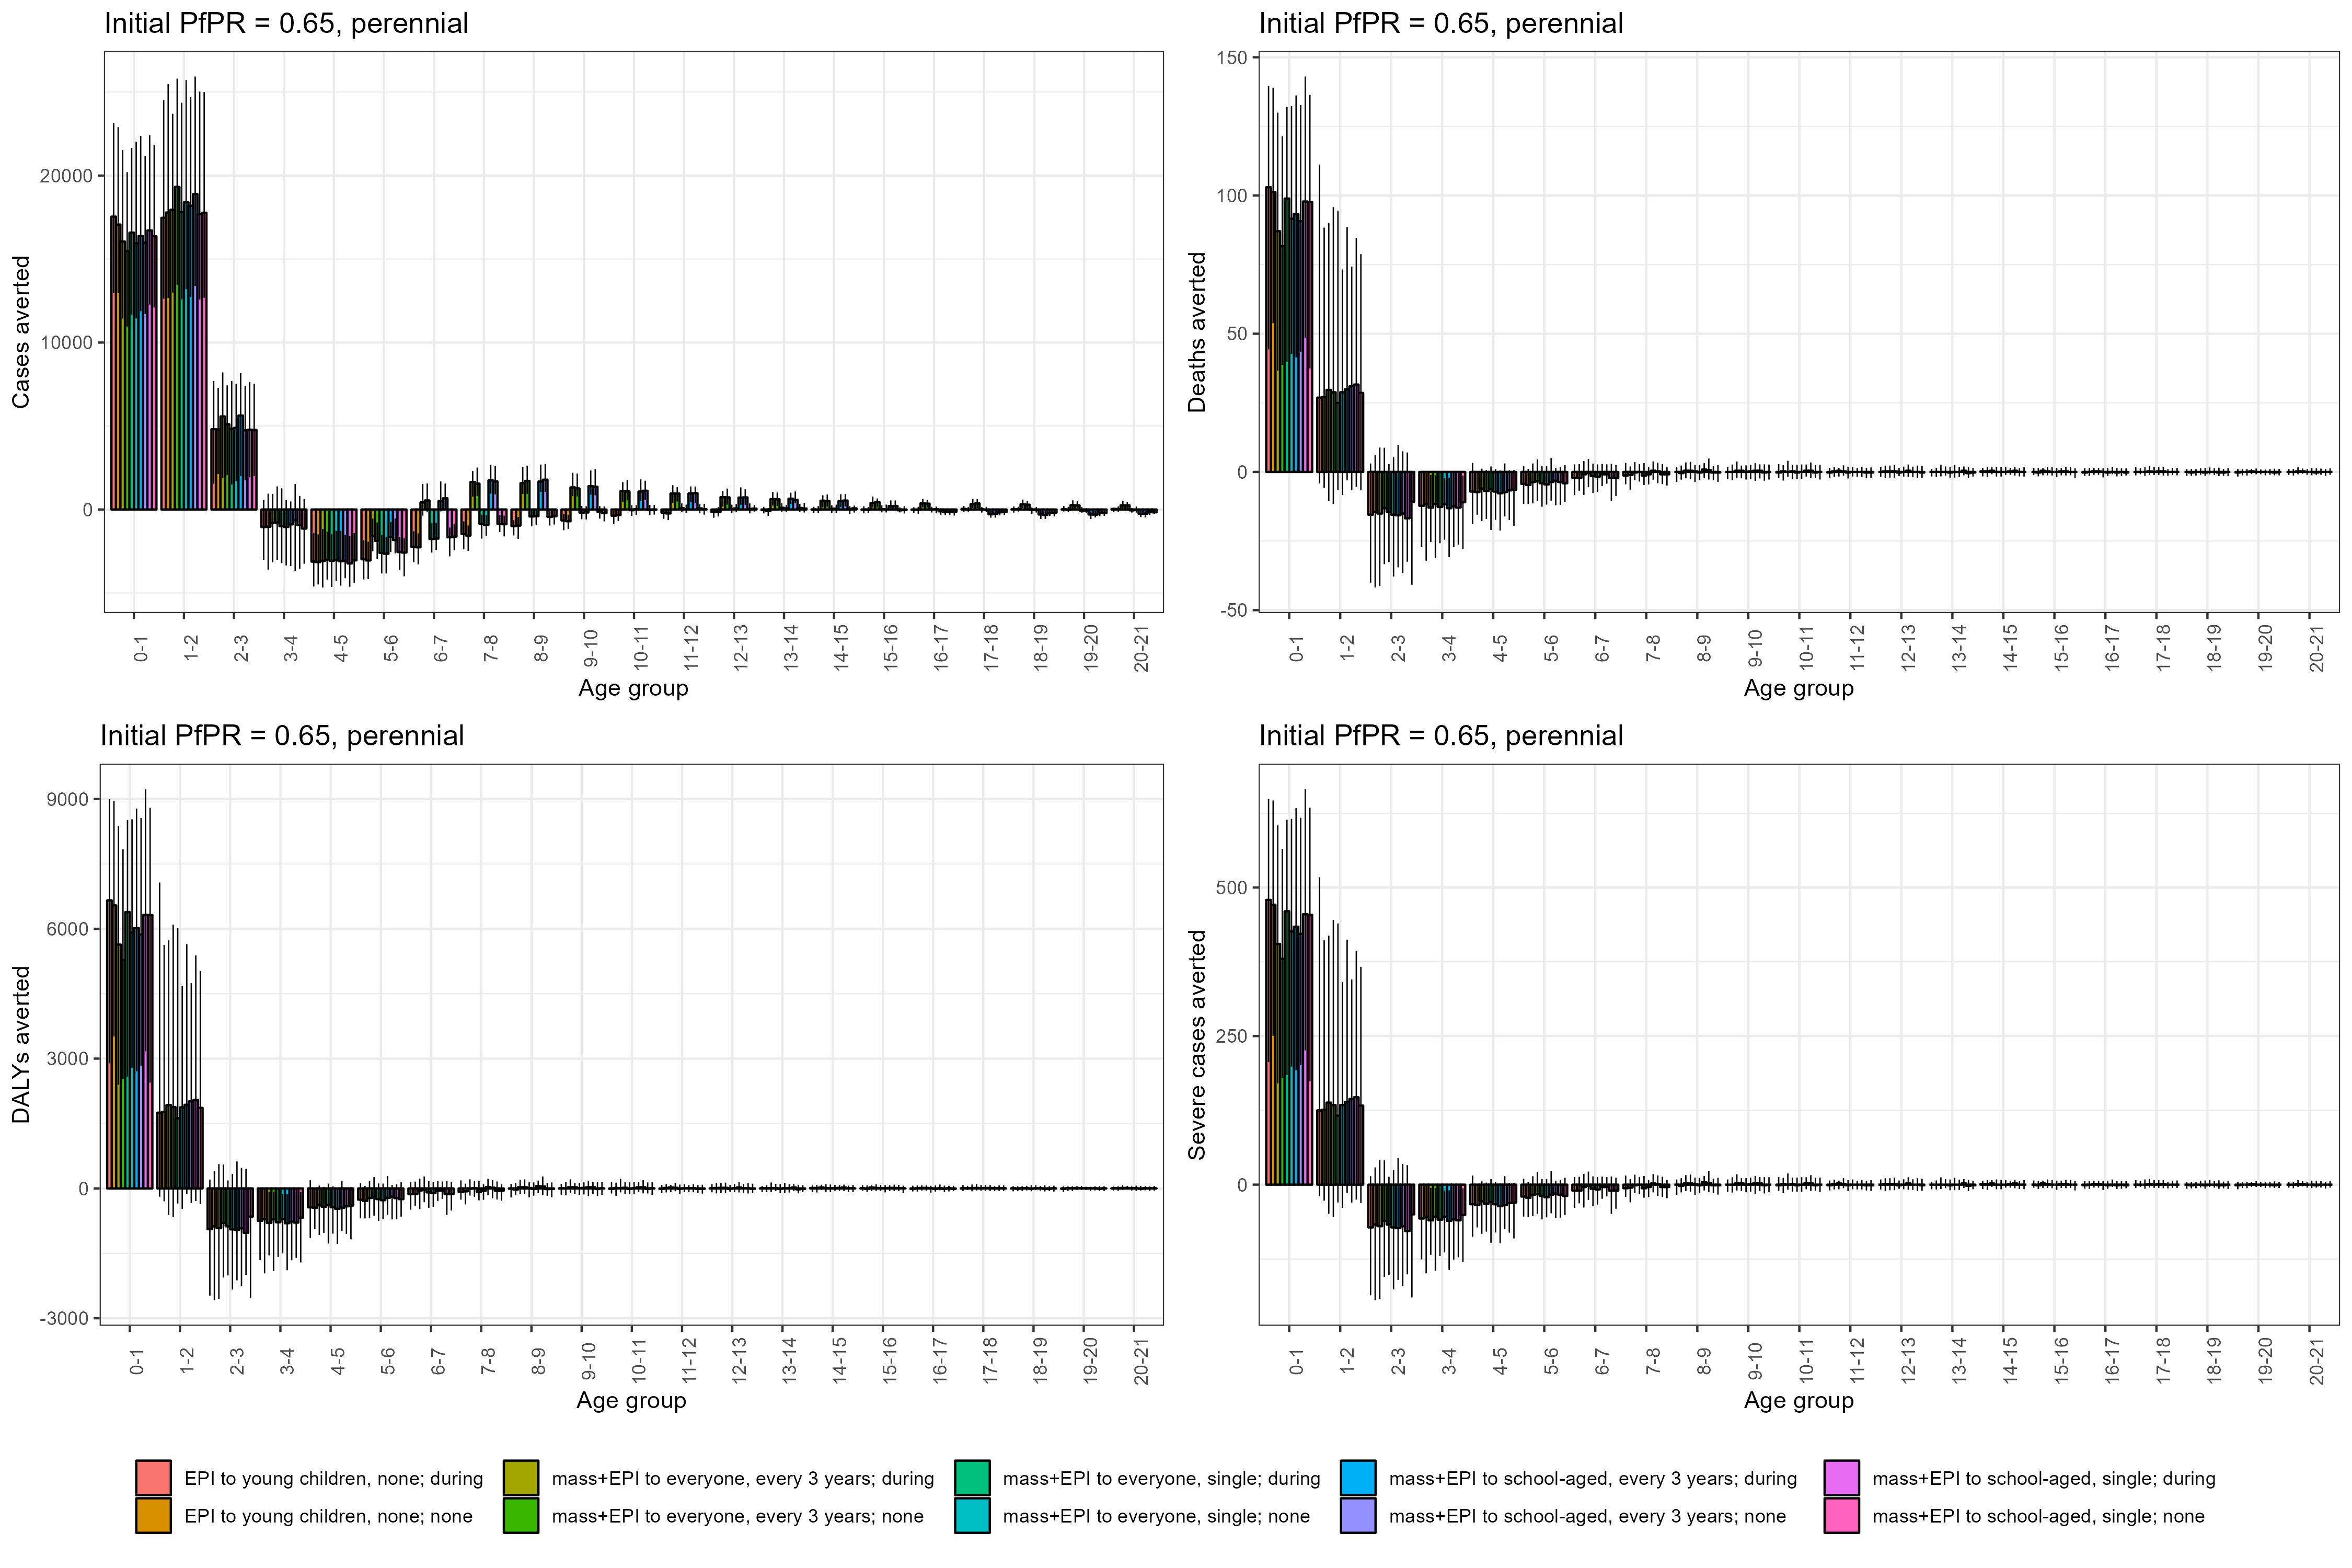 Initial PfPR = 0.65, perennial
Cases averted
20000
10000
0
0-1 1-2 2-3 3-4 4-5 5-6 6-7 7-8 8-9 9-10 10-11 11-12 12-13 13-14 14-15 15-16 16-17 17-18 18-19 19-20 20-21
Age group
Initial PfPR = 0.65, perennial
Deaths averted
150
100
50
0
-50
0-1 1-2 2-3 3-4 4-5 5-6 6-7 7-8 8-9 9-10 10-11 11-12 12-13 13-14 14-15 15-16 16-17 17-18 18-19 19-20 20-21
Age group
Initial PfPR = 0.65, perennial
DALYs averted
9000
6000
3000
0
-3000
0-1 1-2 2-3 3-4 4-5 5-6 6-7 7-8 8-9 9-10 10-11 11-12 12-13 13-14 14-15 15-16 16-17 17-18 18-19 19-20 20-21
Age group
Initial PfPR = 0.65, perennial
Severe cases averted
500
250
0
0-1 1-2 2-3 3-4 4-5 5-6 6-7 7-8 8-9 9-10 10-11 11-12 12-13 13-14 14-15 15-16 16-17 17-18 18-19 19-20 20-21
Age group
EPI to young children, none; during
mass+EPI to everyone, every 3 years; during
mass+EPI to everyone, single; during
mass+EPI to school-aged, every 3 years; during
mass+EPI to school-aged, single; during
EPI to young children, none; none
mass+EPI to everyone, every 3 years; none
mass+EPI to everyone, single; none
mass+EPI to school-aged, every 3 years; none
mass+EPI to school-aged, single; none